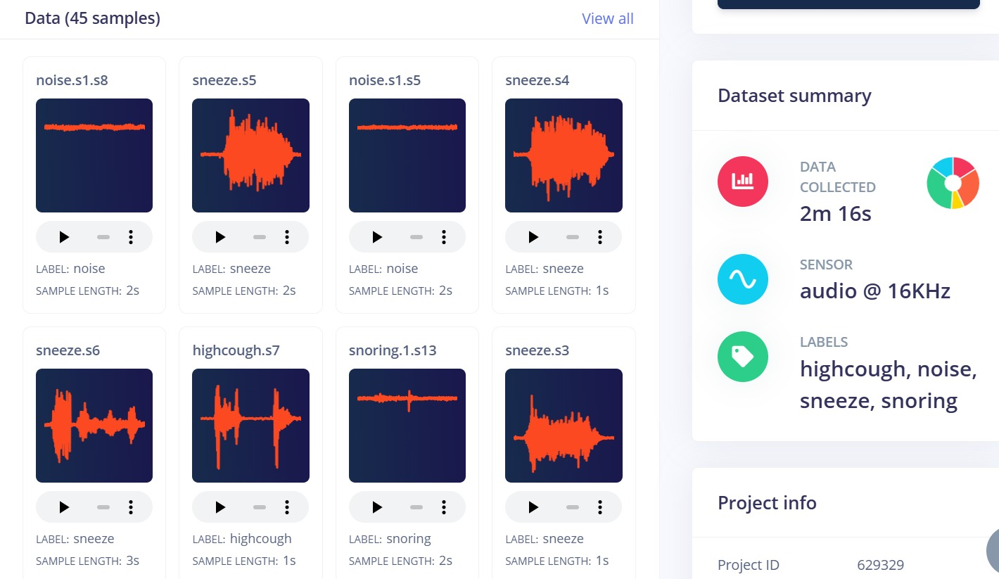 Data (45 samples)
View all
noise.s1.s8
LABEL: noise
SAMPLE LENGTH: 2s
sneeze.s5
LABEL: sneeze
SAMPLE LENGTH: 2s
noise.s1.s5
LABEL: noise
SAMPLE LENGTH: 2s
sneeze.s4
LABEL: sneeze
SAMPLE LENGTH: 1s
sneeze.s6
LABEL: sneeze
SAMPLE LENGTH: 3s
highcough.s7
LABEL: highcough
SAMPLE LENGTH: 1s
snoring.1.s13
LABEL: snoring
SAMPLE LENGTH: 2s
sneeze.s3
LABEL: sneeze
SAMPLE LENGTH: 1s
Dataset summary
DATA
COLLECTED
2m 16s
SENSOR
audio @ 16KHz
LABELS
highcough, noise,
sneeze, snoring
Project info
Project ID 629329